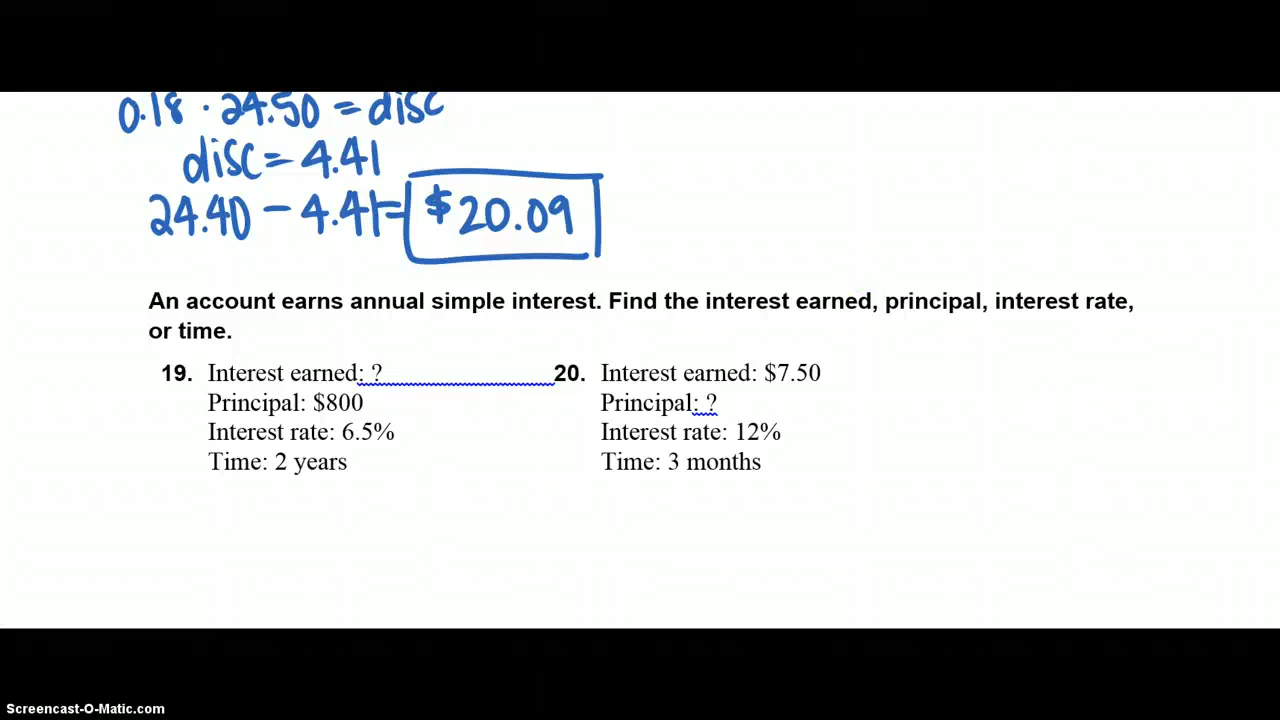 0.18 · 24.50 = disc
disc = 4.41
24.40 - 4.41 = $20.09
An account earns annual simple interest. Find the interest earned, principal, interest rate,
or time.
19. Interest earned: ?
Principal: $800
Interest rate: 6.5%
Time: 2 years
20. Interest earned: $7.50
Principal: ?
Interest rate: 12%
Time: 3 months
Screencast-O-Matic.com